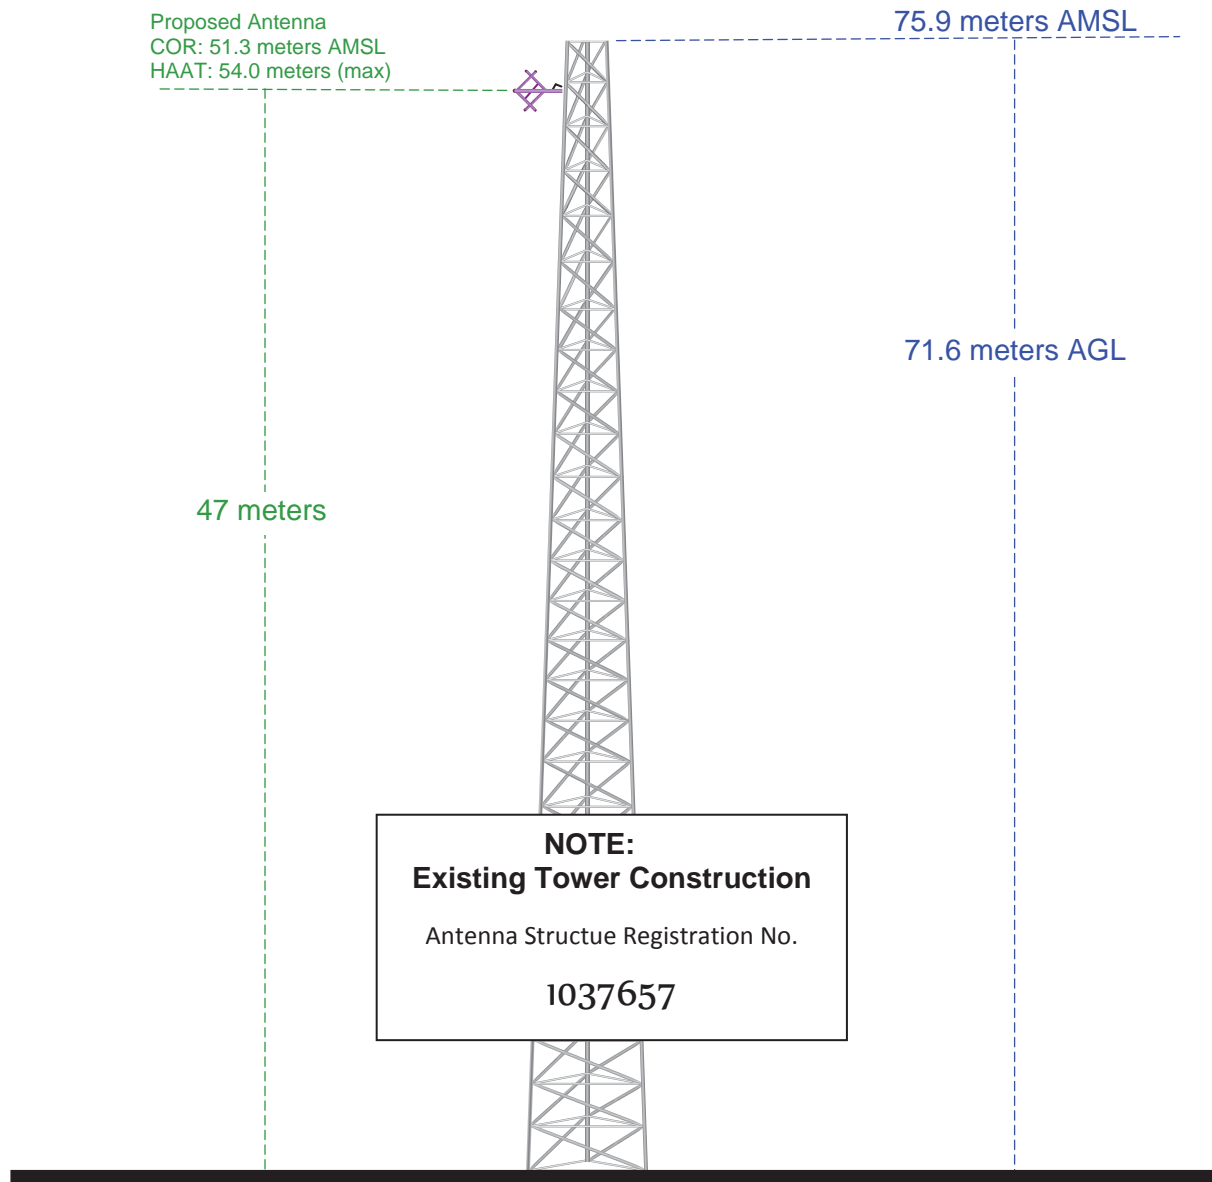 Proposed Antenna
COR: 51.3 meters AMSL
HAAT: 54.0 meters (max)
75.9 meters AMSL
71.6 meters AGL
47 meters
NOTE:
Existing Tower Construction
Antenna Structue Registration No.
1037657